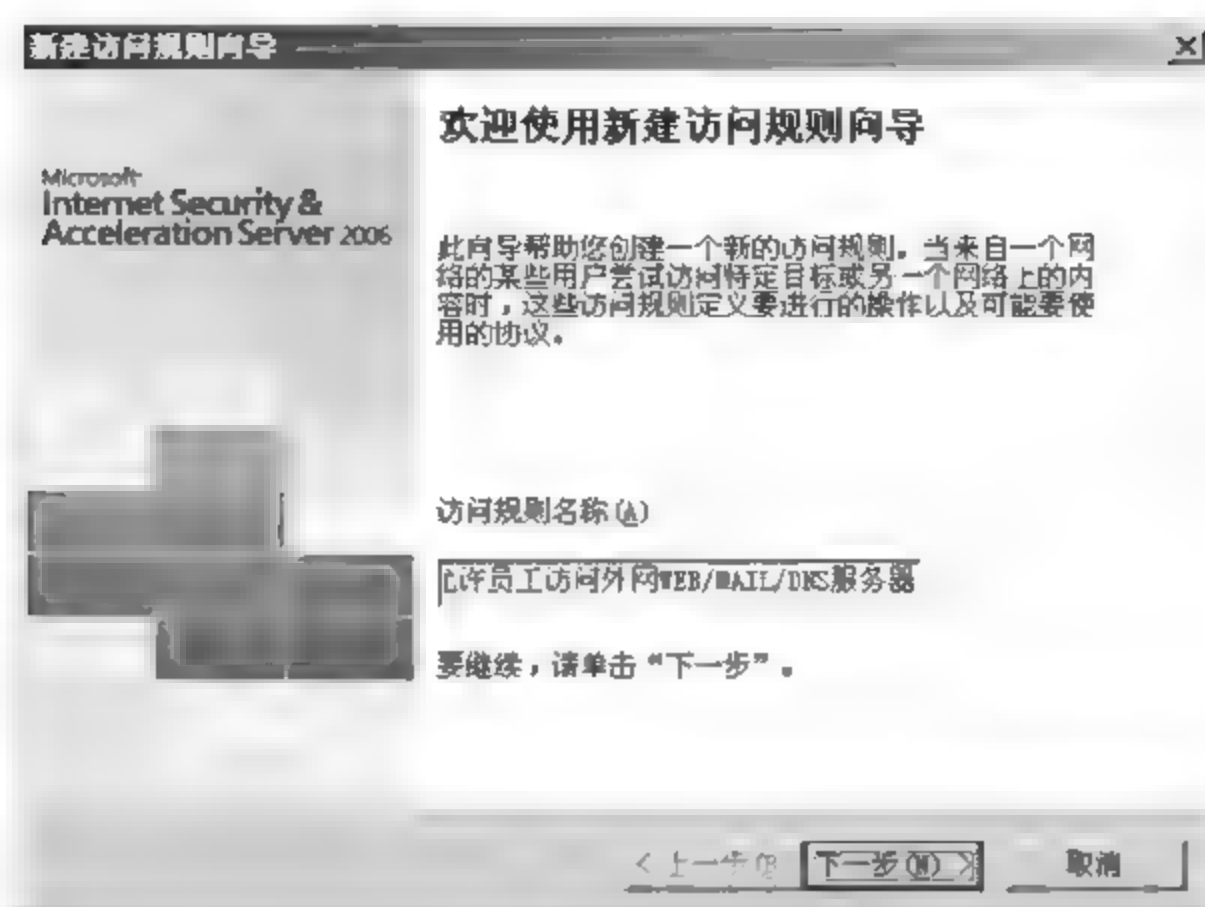 新建访问规则向导
欢迎使用新建访问规则向导
Microsoft
Internet Security &
Acceleration Server 2006
此向导帮助您创建一个新的访问规则。当来自一个网
络的某些用户尝试访问特定目标或另一个网络上的内
容时，这些访问规则定义要进行的操作以及可能要使
用的协议。
访问规则名称(A)
允许员工访问外网WEB/MAIL/DNS服务器
要继续，请单击“下一步”。
< 上一步(B)
下一步(N) >
取消